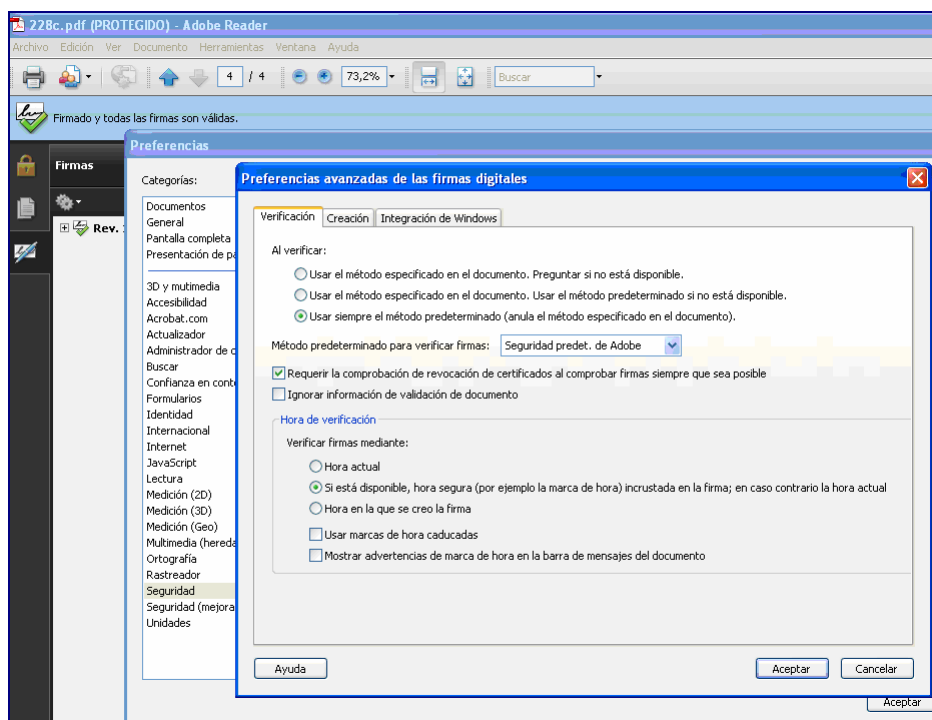 228c.pdf (PROTEGIDO) - Adobe Reader
Archivo Edición Ver Documento Herramientas Ventana Ayuda
4 / 4 73,2% Buscar
Firmado y todas las firmas son válidas.
Preferencias
Firmas
Categorías:
Documentos
General
Pantalla completa
Presentación de pa
3D y mutimedia
Accesibilidad
Acrobat.com
Actualizador
Administrador de c
Buscar
Confianza en conte
Formularios
Identidad
Internacional
Internet
JavaScript
Lectura
Medición (2D)
Medición (3D)
Medición (Geo)
Multimedia (hereda
Ortografía
Rastreador
Seguridad
Seguridad (mejora
Unidades
Rev. 1
Preferencias avanzadas de las firmas digitales
Verificación Creación Integración de Windows
Al verificar:
Usar el método especificado en el documento. Preguntar si no está disponible.
Usar el método especificado en el documento. Usar el método predeterminado si no está disponible.
Usar siempre el método predeterminado (anula el método especificado en el documento).
Método predeterminado para verificar firmas: Seguridad predet. de Adobe
Requerir la comprobación de revocación de certificados al comprobar firmas siempre que sea posible
Ignorar información de validación de documento
Hora de verificación
Verificar firmas mediante:
Hora actual
Si está disponible, hora segura (por ejemplo la marca de hora) incrustada en la firma; en caso contrario la hora actual
Hora en la que se creo la firma
Usar marcas de hora caducadas
Mostrar advertencias de marca de hora en la barra de mensajes del documento
Ayuda Aceptar Cancelar
Aceptar